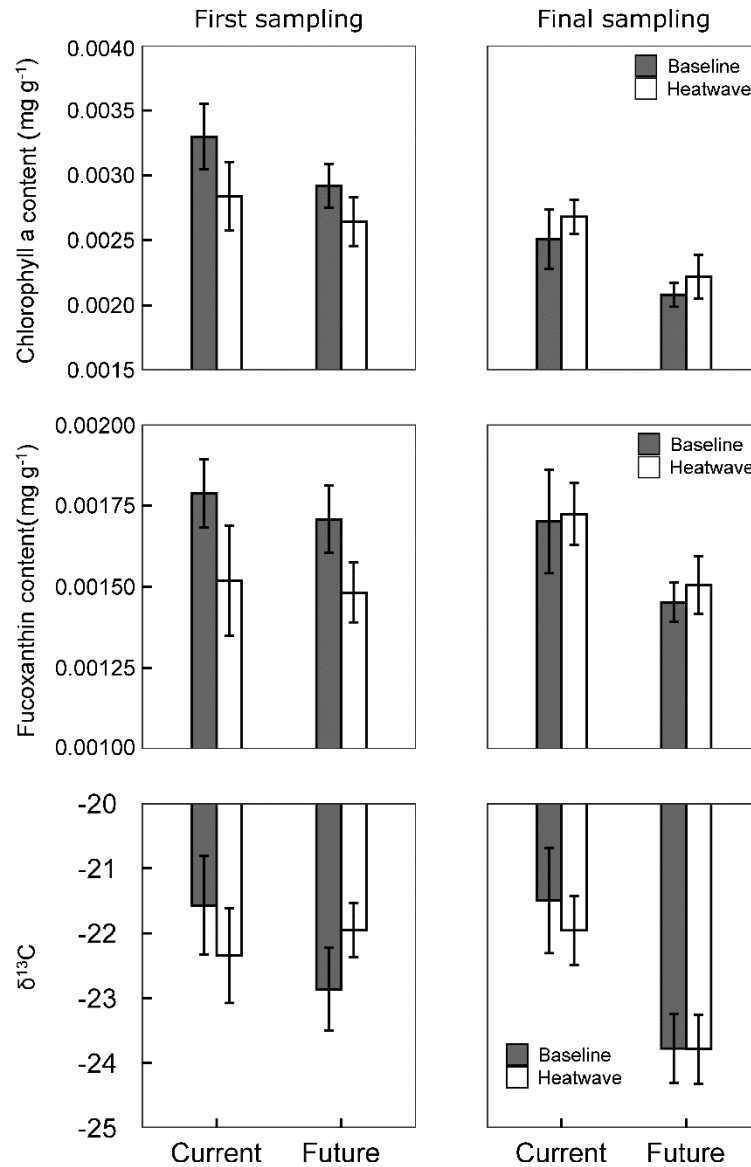 First sampling
Final sampling
Chlorophyll a content (mg g⁻¹)
0.0040
0.0035
0.0030
0.0025
0.0020
0.0015
Baseline
Heatwave
Fucoxanthin content(mg g⁻¹)
0.00200
0.00175
0.00150
0.00125
0.00100
Baseline
Heatwave
δ¹³C
-20
-21
-22
-23
-24
-25
Baseline
Heatwave
Current Future
Current Future